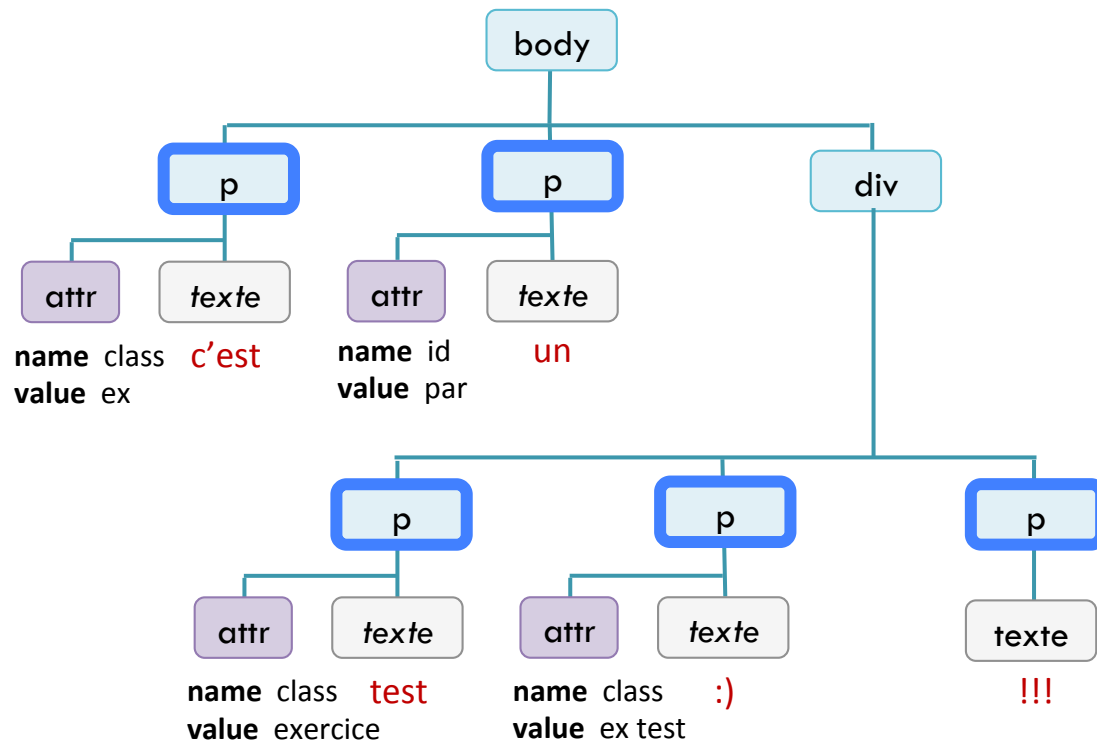 body
p
p
div
attr
texte
attr
texte
name class c’est
value ex
name id un
value par
p
p
p
attr
texte
attr
texte
texte
name class test
value exercice
name class :)
value ex test
!!!